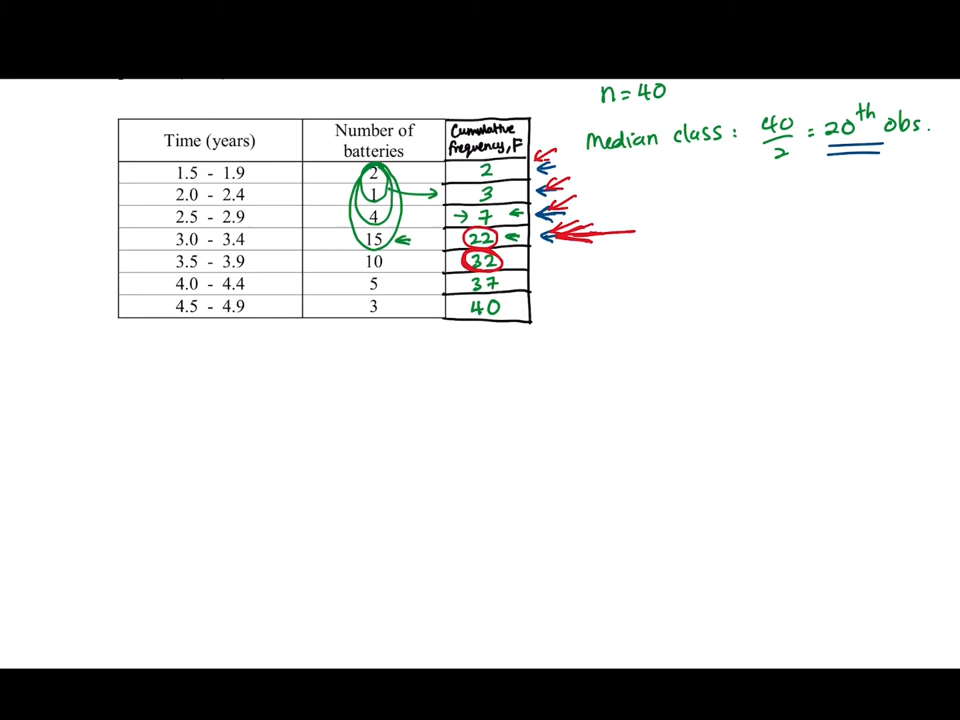 n = 40
median class : 40/2 = 20th obs.
Time (years) Number of batteries Cumulative frequency, F
1.5 - 1.9 2 2
2.0 - 2.4 1 3
2.5 - 2.9 4 → 7
3.0 - 3.4 15 22
3.5 - 3.9 10 32
4.0 - 4.4 5 37
4.5 - 4.9 3 40